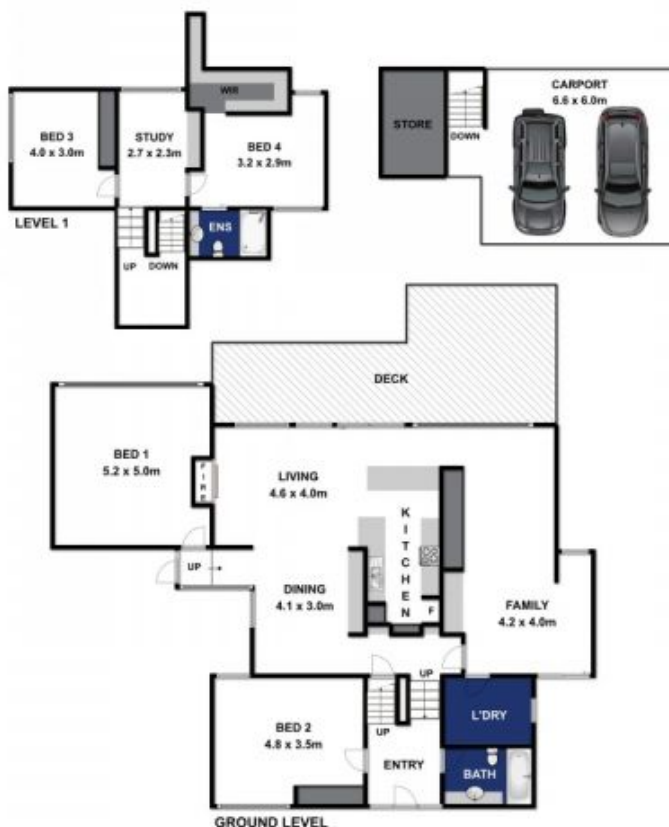 WIR
BED 3
4.0 x 3.0m
STUDY
2.7 x 2.3m
BED 4
3.2 x 2.9m
LEVEL 1
ENS
UP
DOWN
CARPORT
6.6 x 6.0m
STORE
DOWN
DECK
BED 1
5.2 x 5.0m
FIRE
LIVING
4.6 x 4.0m
KITCHEN
UP
DINING
4.1 x 3.0m
F
FAMILY
4.2 x 4.0m
UP
BED 2
4.8 x 3.5m
UP
L'DRY
ENTRY
BATH
GROUND LEVEL